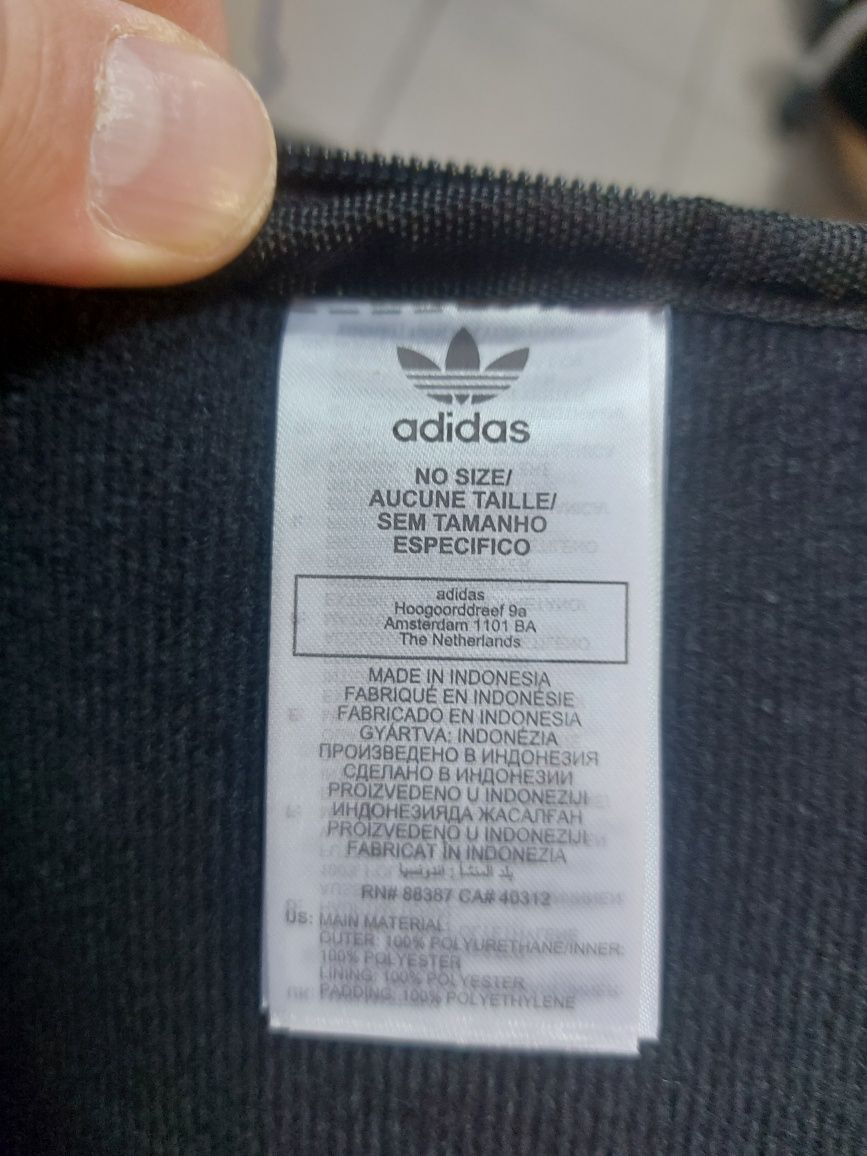 adidas
NO SIZE/
AUCUNE TAILLE/
SEM TAMANHO
ESPECIFICO
adidas
Hoogoorddreef 9a
Amsterdam 1101 BA
The Netherlands
MADE IN INDONESIA
FABRIQUÉ EN INDONÉSIE
FABRICADO EN INDONESIA
GYÁRTVA: INDONÉZIA
ПРОИЗВЕДЕНО В ИНДОНЕЗИЯ
СДЕЛАНО В ИНДОНЕЗИИ
PROIZVEDENO U INDONEZIJI
ИНДОНЕЗИЯДА ЖАСАЛҒАН
PROIZVEDENO U INDONEZIJI
FABRICAT ÎN INDONEZIA
بلد المنشأ : اندونسيا
RN# 88387 CA# 40312
US: MAIN MATERIAL:
OUTER: 100% POLYURETHANE/INNER:
100% POLYESTER
LINING: 100% POLYESTER
PADDING: 100% POLYETHYLENE